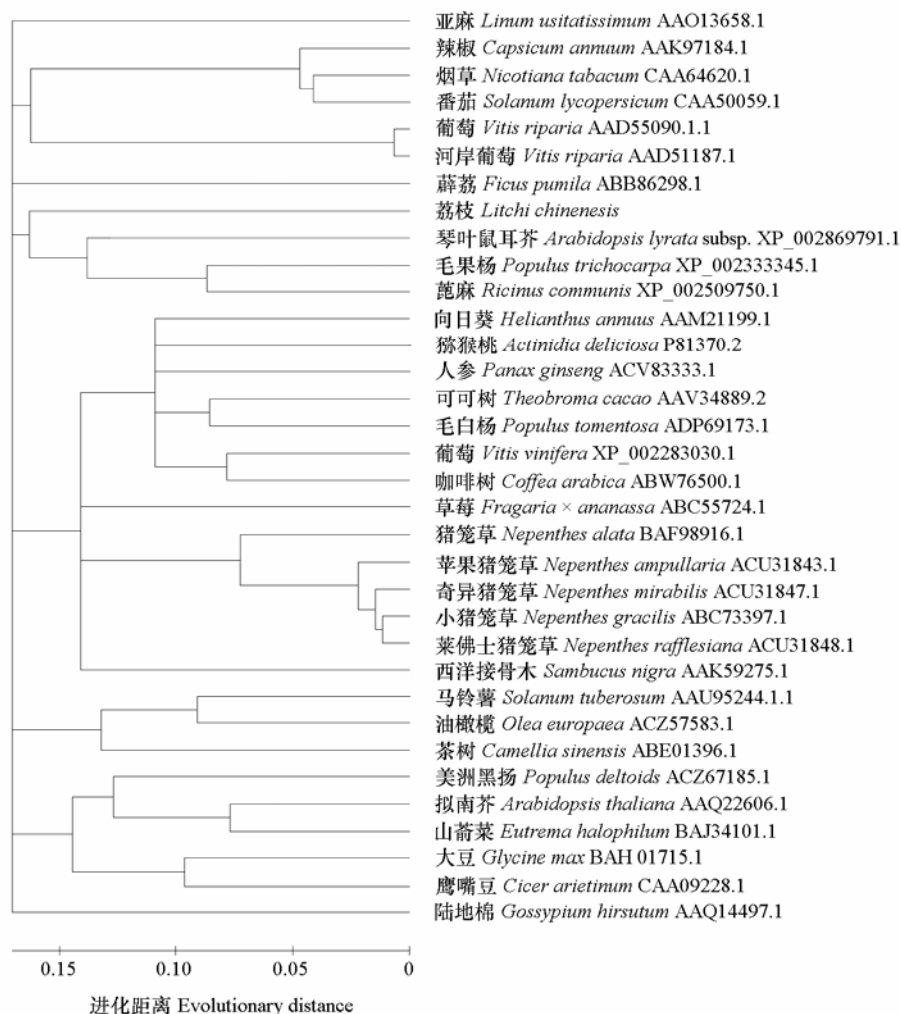 亚麻 Linum usitatissimum AAO13658.1
辣椒 Capsicum annuum AAK97184.1
烟草 Nicotiana tabacum CAA64620.1
番茄 Solanum lycopersicum CAA50059.1
葡萄 Vitis riparia AAD55090.1.1
河岸葡萄 Vitis riparia AAD51187.1
薜荔 Ficus pumila ABB86298.1
荔枝 Litchi chinenesis
琴叶鼠耳芥 Arabidopsis lyrata subsp. XP_002869791.1
毛果杨 Populus trichocarpa XP_002333345.1
蓖麻 Ricinus communis XP_002509750.1
向日葵 Helianthus annuus AAM21199.1
猕猴桃 Actinidia deliciosa P81370.2
人参 Panax ginseng ACV83333.1
可可树 Theobroma cacao AAV34889.2
毛白杨 Populus tomentosa ADP69173.1
葡萄 Vitis vinifera XP_002283030.1
咖啡树 Coffea arabica ABW76500.1
草莓 Fragaria × ananassa ABC55724.1
猪笼草 Nepenthes alata BAF98916.1
苹果猪笼草 Nepenthes ampullaria ACU31843.1
奇异猪笼草 Nepenthes mirabilis ACU31847.1
小猪笼草 Nepenthes gracilis ABC73397.1
莱佛士猪笼草 Nepenthes rafflesiana ACU31848.1
西洋接骨木 Sambucus nigra AAK59275.1
马铃薯 Solanum tuberosum AAU95244.1.1
油橄榄 Olea europaea ACZ57583.1
茶树 Camellia sinensis ABE01396.1
美洲黑扬 Populus deltoids ACZ67185.1
拟南芥 Arabidopsis thaliana AAQ22606.1
山嵛菜 Eutrema halophilum BAJ34101.1
大豆 Glycine max BAH 01715.1
鹰嘴豆 Cicer arietinum CAA09228.1
陆地棉 Gossypium hirsutum AAQ14497.1
0.15 0.10 0.05 0
进化距离 Evolutionary distance